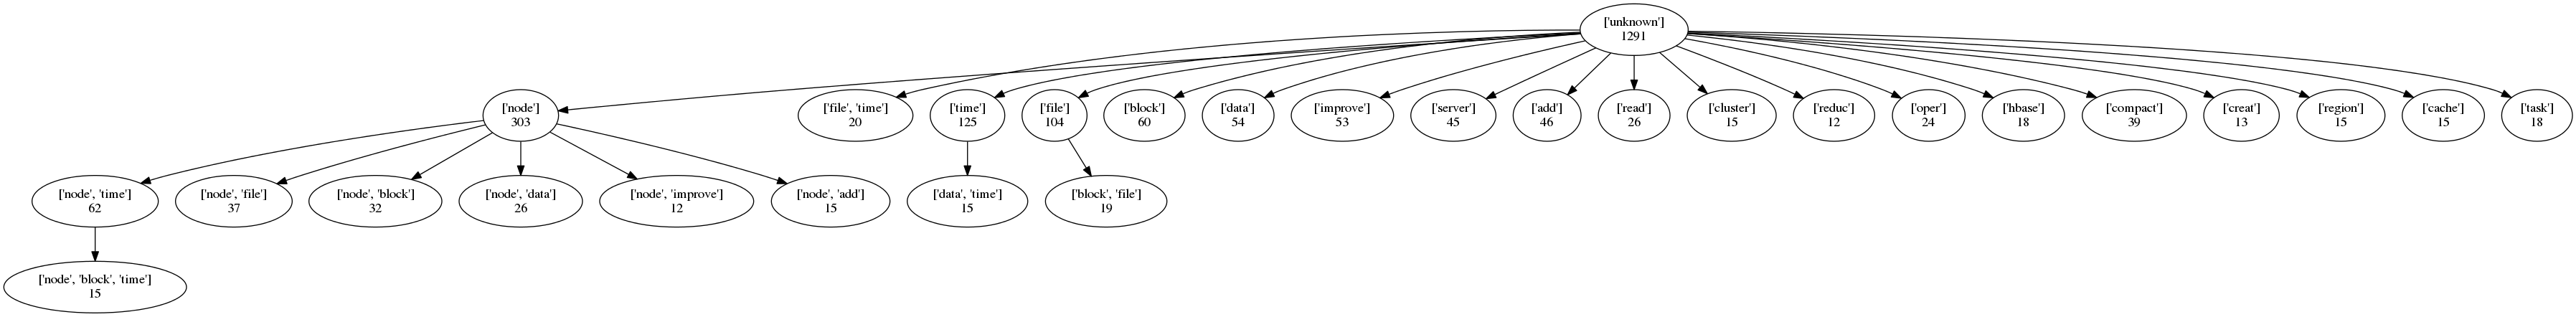 ['unknown']
1291
['node']
303
['file', 'time']
20
['time']
125
['file']
104
['block']
60
['data']
54
['improve']
53
['server']
45
['add']
46
['read']
26
['cluster']
15
['reduc']
12
['oper']
24
['hbase']
18
['compact']
39
['creat']
13
['region']
15
['cache']
15
['task']
18
['node', 'time']
62
['node', 'file']
37
['node', 'block']
32
['node', 'data']
26
['node', 'improve']
12
['node', 'add']
15
['data', 'time']
15
['block', 'file']
19
['node', 'block', 'time']
15